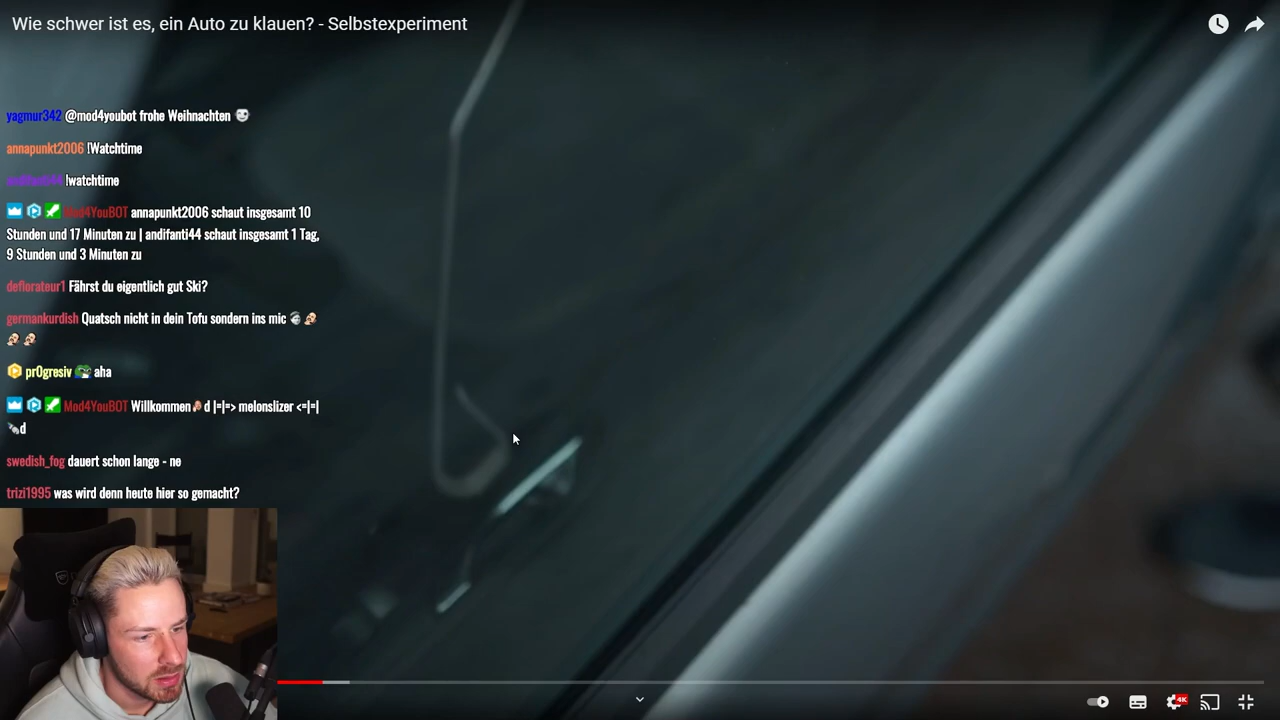 Wie schwer ist es, ein Auto zu klauen? - Selbstexperiment
yagmur342 @mod4youbot frohe Weihnachten
annapunkt2006 !Watchtime
andifanti44 !watchtime
Mod4YouBOT annapunkt2006 schaut insgesamt 10
Stunden und 17 Minuten zu | andifanti44 schaut insgesamt 1 Tag,
9 Stunden und 3 Minuten zu
deflorateur1 Fährst du eigentlich gut Ski?
germankurdish Quatsch nicht in dein Tofu sondern ins mic
pr0gresiv aha
Mod4YouBOT Willkommen d |=|=> melonslizer <=|=|
d
swedish_fog dauert schon lange - ne
trizi1995 was wird denn heute hier so gemacht?
4K